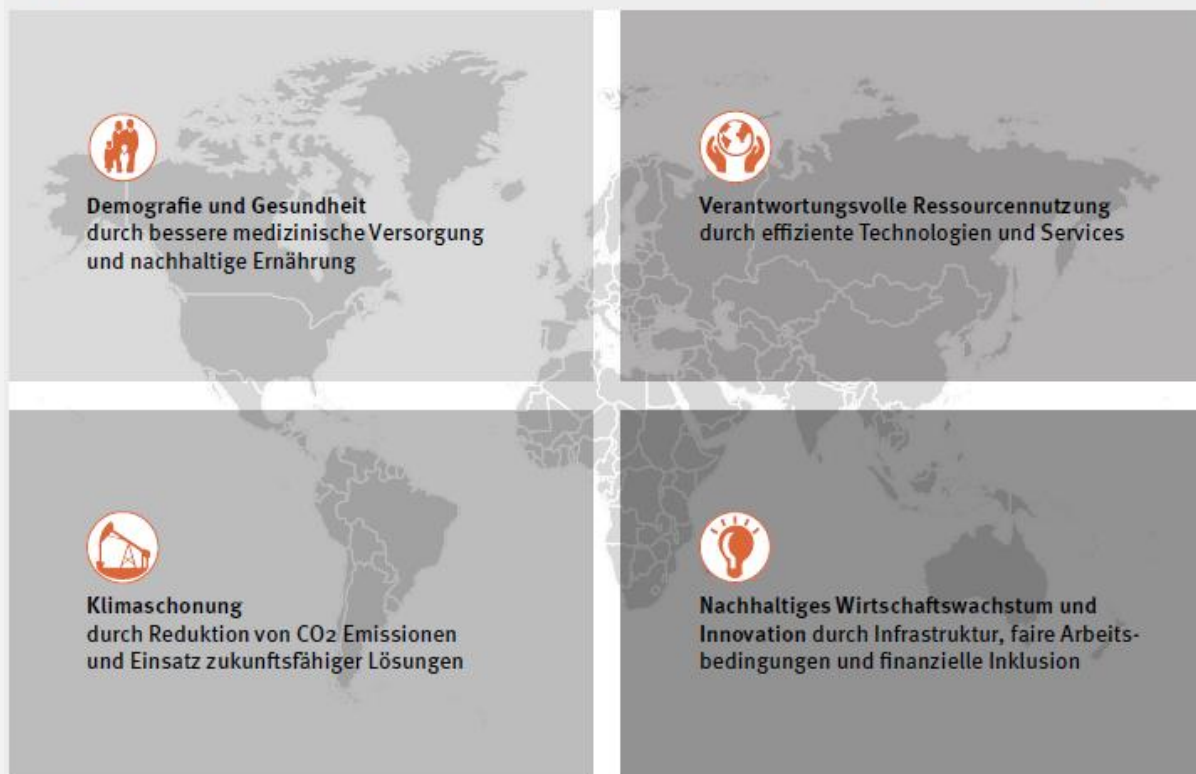 Demografie und Gesundheit
durch bessere medizinische Versorgung
und nachhaltige Ernährung
Verantwortungsvolle Ressourcennutzung
durch effiziente Technologien und Services
Klimaschonung
durch Reduktion von CO2 Emissionen
und Einsatz zukunftsfähiger Lösungen
Nachhaltiges Wirtschaftswachstum und
Innovation durch Infrastruktur, faire Arbeits-
bedingungen und finanzielle Inklusion